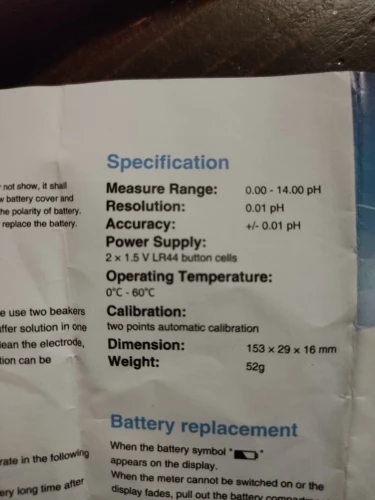 not show, it shall
battery cover and
he polarity of battery.
replace the battery.
e use two beakers
ffer solution in one
lean the electrode,
tion can be
rate in the following
ery long time after
Specification
Measure Range: 0.00 - 14.00 pH
Resolution: 0.01 pH
Accuracy: +/- 0.01 pH
Power Supply:
2 x 1.5 V LR44 button cells
Operating Temperature:
0°C - 60°C
Calibration:
two points automatic calibration
Dimension: 153 x 29 x 16 mm
Weight: 52g
Battery replacement
When the battery symbol " "
appears on the display.
When the meter cannot be switched on or the
display fades, pull out the battery